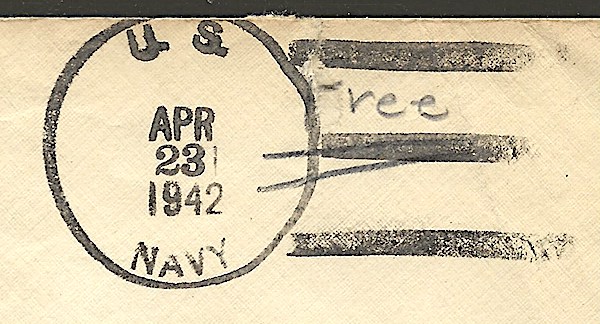 U. S.
Free
APR
23
1942
NAVY